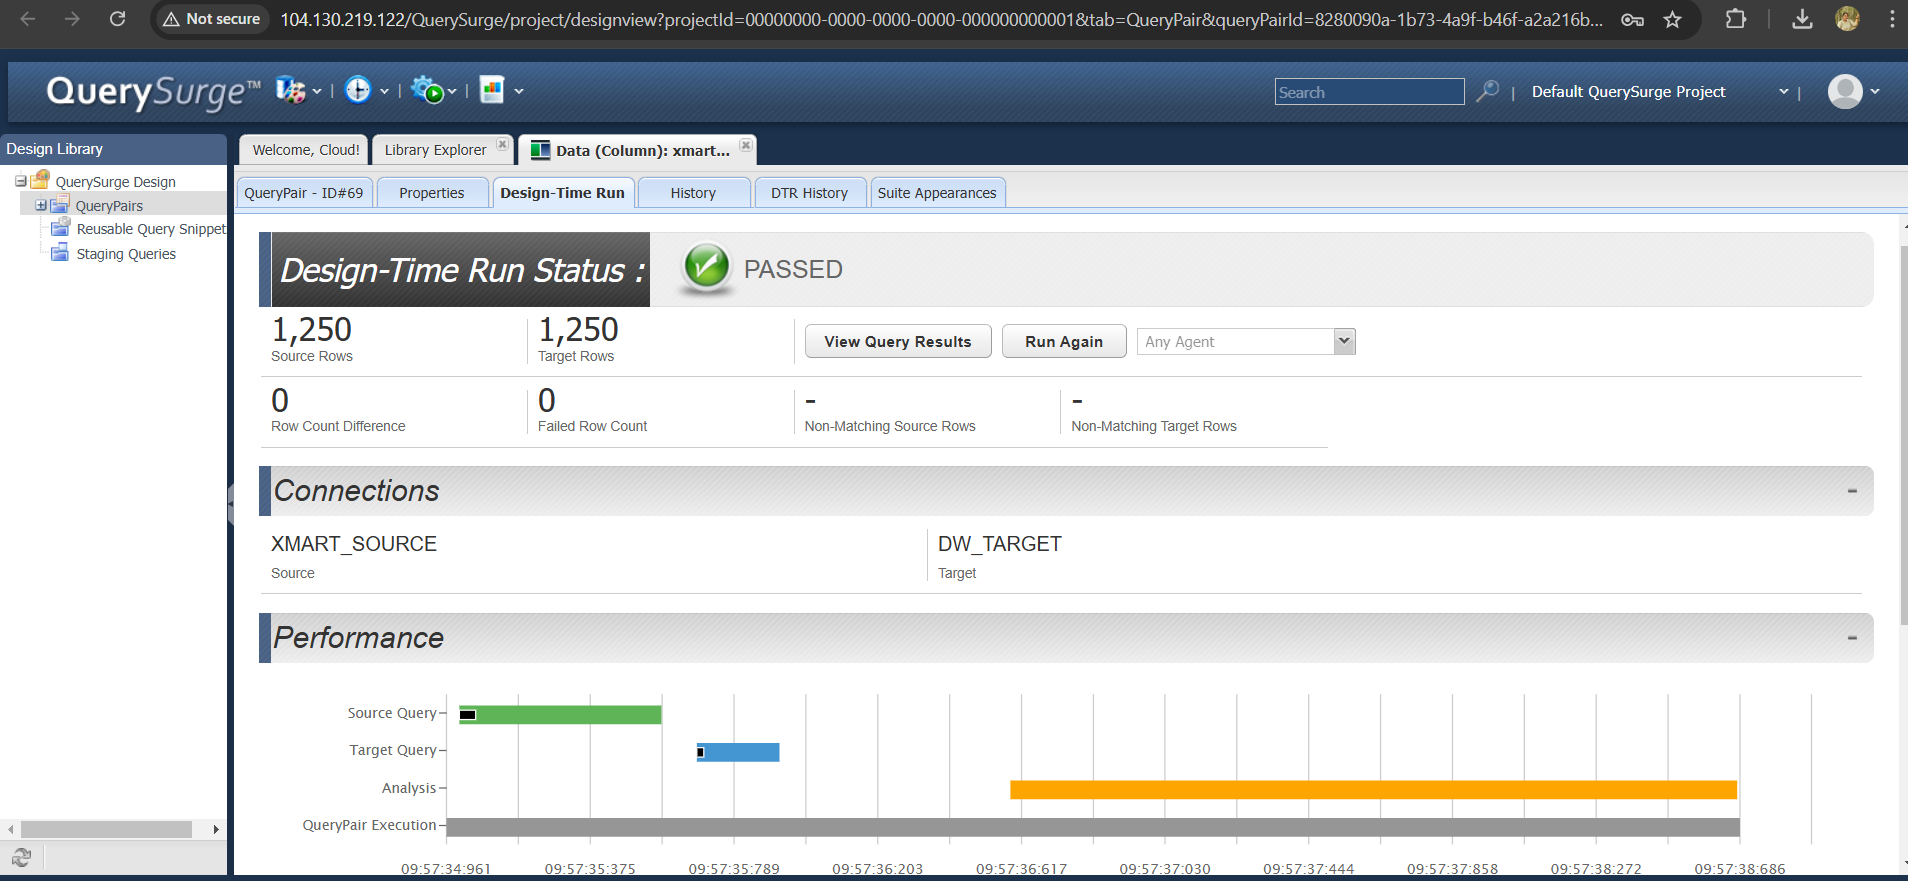 Not secure 104.130.219.122/QuerySurge/project/designview?projectId=00000000-0000-0000-0000-000000000001&tab=QueryPair&queryPairId=8280090a-1b73-4a9f-b46f-a2a216b...
QuerySurge™ Search Default QuerySurge Project
Design Library
Welcome, Cloud! Library Explorer Data (Column): xmart...
QuerySurge Design
QueryPairs
Reusable Query Snippet
Staging Queries
QueryPair - ID#69 Properties Design-Time Run History DTR History Suite Appearances
Design-Time Run Status : PASSED
1,250 1,250
Source Rows Target Rows
View Query Results Run Again Any Agent
0 0 - -
Row Count Difference Failed Row Count Non-Matching Source Rows Non-Matching Target Rows
Connections -
XMART_SOURCE DW_TARGET
Source Target
Performance -
Source Query
Target Query
Analysis
QueryPair Execution
09:57:34:961 09:57:35:375 09:57:35:789 09:57:36:203 09:57:36:617 09:57:37:030 09:57:37:444 09:57:37:858 09:57:38:272 09:57:38:686